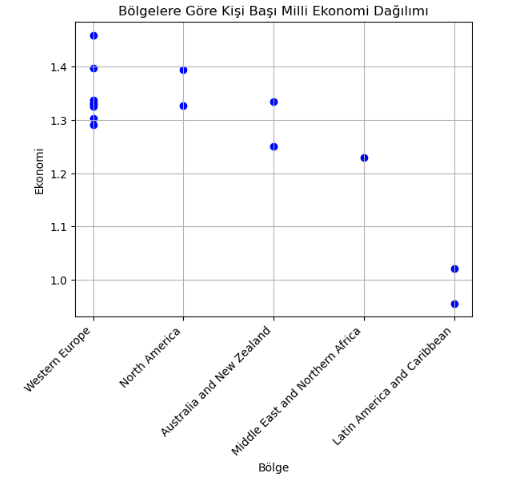 Bölgelere Göre Kişi Başı Milli Ekonomi Dağılımı
Ekonomi
1.4
1.3
1.2
1.1
1.0
Western Europe
North America
Australia and New Zealand
Middle East and Northern Africa
Latin America and Caribbean
Bölge